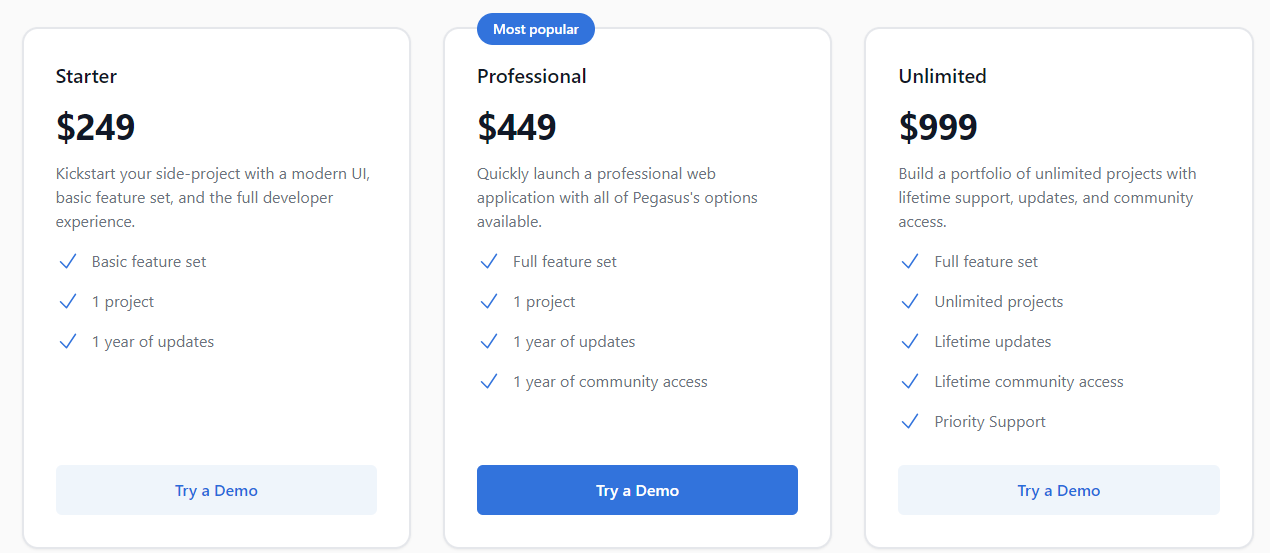 Starter
$249
Kickstart your side-project with a modern UI,
basic feature set, and the full developer
experience.
Basic feature set
1 project
1 year of updates
Try a Demo
Most popular
Professional
$449
Quickly launch a professional web
application with all of Pegasus's options
available.
Full feature set
1 project
1 year of updates
1 year of community access
Try a Demo
Unlimited
$999
Build a portfolio of unlimited projects with
lifetime support, updates, and community
access.
Full feature set
Unlimited projects
Lifetime updates
Lifetime community access
Priority Support
Try a Demo